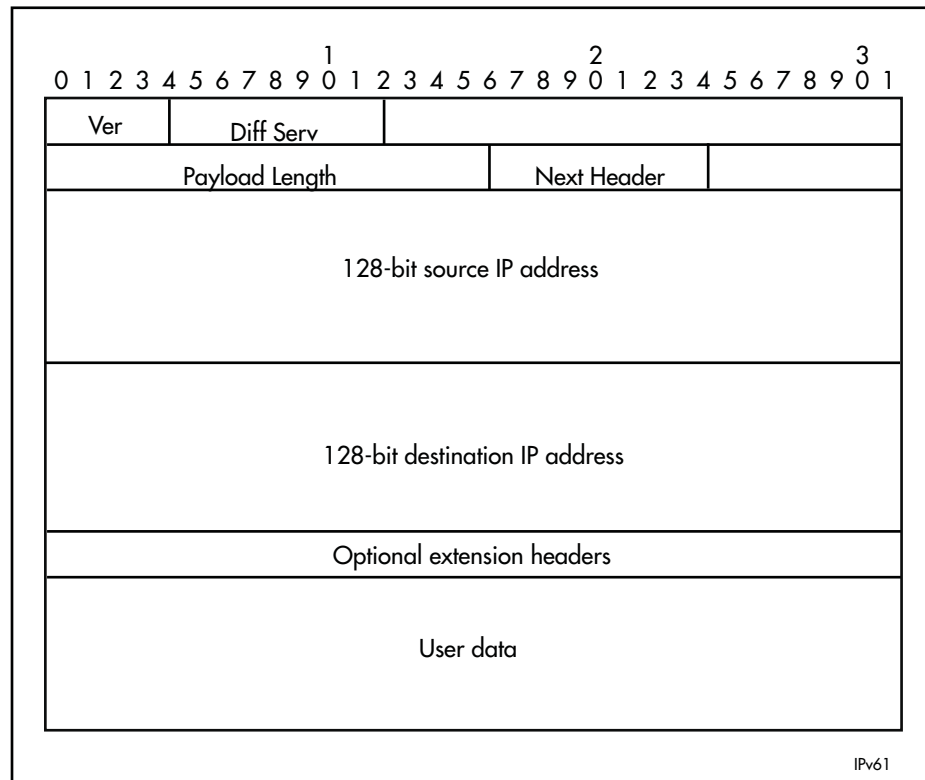 1 2 3
0 1 2 3 4 5 6 7 8 9 0 1 2 3 4 5 6 7 8 9 0 1 2 3 4 5 6 7 8 9 0 1
Ver Diff Serv
Payload Length Next Header
128-bit source IP address
128-bit destination IP address
Optional extension headers
User data
IPv61